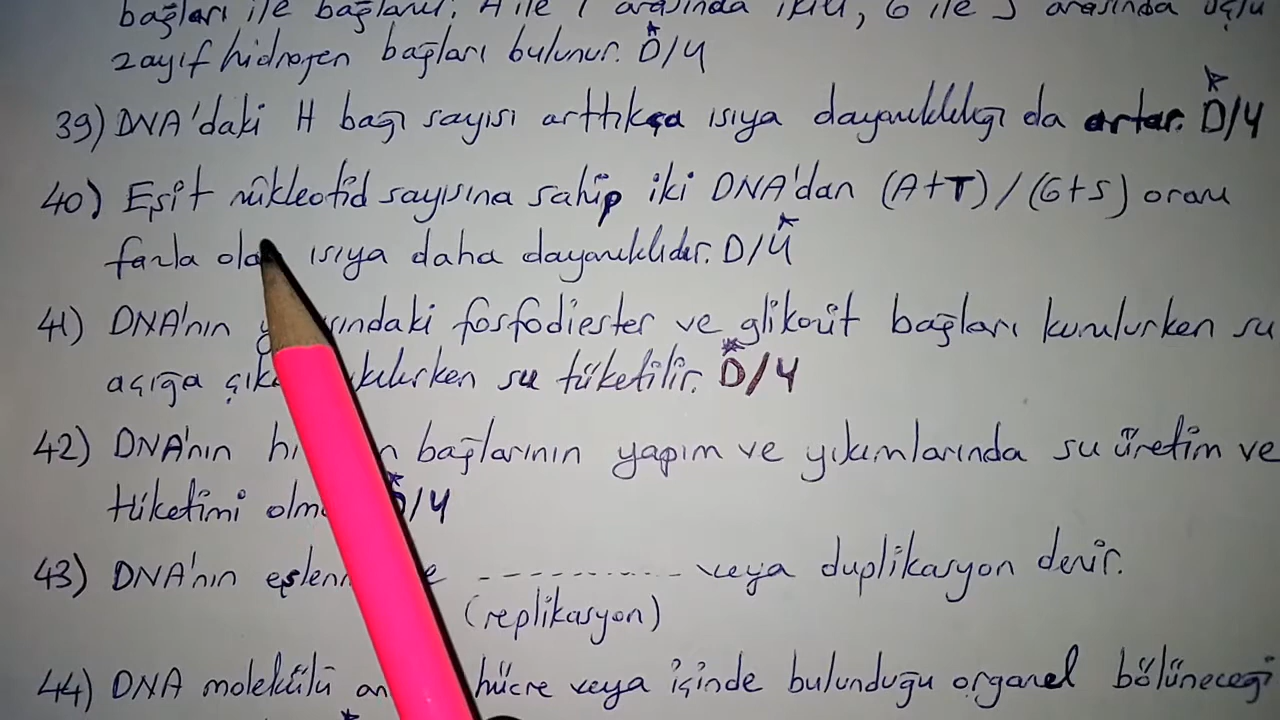 bağları ile bağlanır. A ile T arasında ikili, G ile S arasında üçlü
zayıf hidrojen bağları bulunur. D/Y
39) DNA'daki H bağı sayısı arttıkça ısıya dayanıklılığı da artar. D/Y
40) Eşit nükleotid sayısına sahip iki DNA'dan (A+T)/(G+S) oranı
fazla olan ısıya daha dayanıklıdır. D/Y
41) DNA'nın fosfodiester ve glikozit bağları kurulurken su
açığa tüketilir. su D/Y
42) DNA'nın bağlarının yapım ve yıkımlarında su üretim ve
tüketimi D/Y
43) DNA'nın ---------- veya duplikasyon denir.
(replikasyon)
44) DNA molekülü hücre veya içinde bulunduğu organel bölüneceği